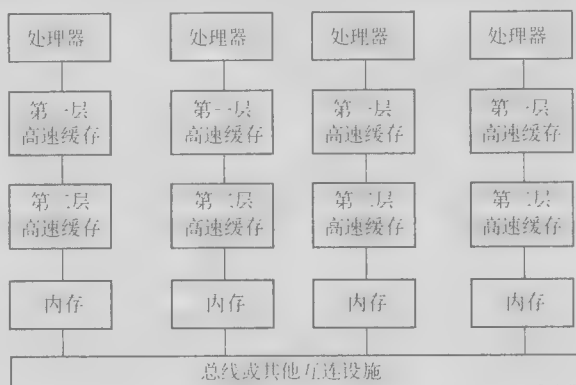 处理器 处理器 处理器 处理器
第一层 第一层 第一层 第一层
高速缓存 高速缓存 高速缓存 高速缓存
第二层 第二层 第二层 第二层
高速缓存 高速缓存 高速缓存 高速缓存
内存 内存 内存 内存
总线或其他互连设施